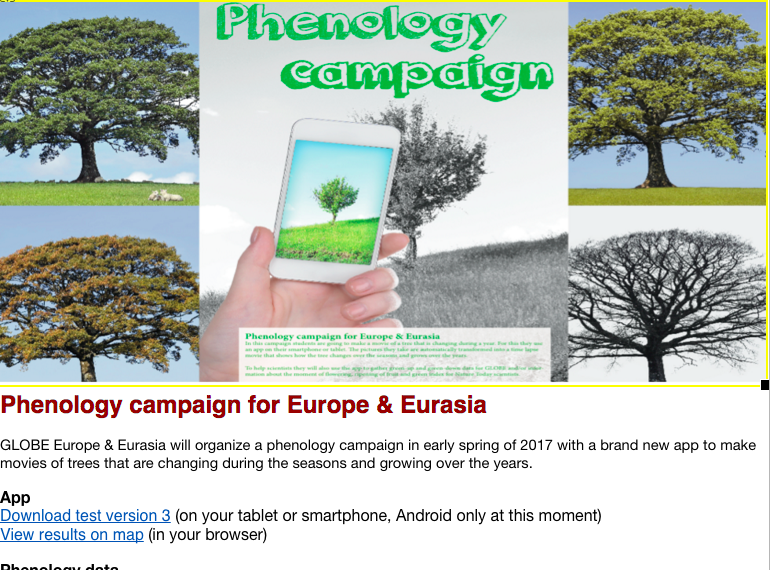 Phenology
campaign
Phenology campaign for Europe & Eurasia
In this campaign students are going to make a movie of a tree that is changing during a year. For this they use
an app on their smartphone or tablet. The pictures they take are automatically transformed into a time lapse
movie that shows how the tree changes over the seasons and grows over the years.
To help scientists they will also use the app to gather green up and green down data for GLOBE and/or
mation about the moment of flowering, of fruit and green color for Nature Today scientists.
Phenology campaign for Europe & Eurasia
GLOBE Europe & Eurasia will organize a phenology campaign in early spring of 2017 with a brand new app to make
movies of trees that are changing during the seasons and growing over the years.
App
Download test version 3 (on your tablet or smartphone, Android only at this moment)
View results on map (in your browser)
Phenology data